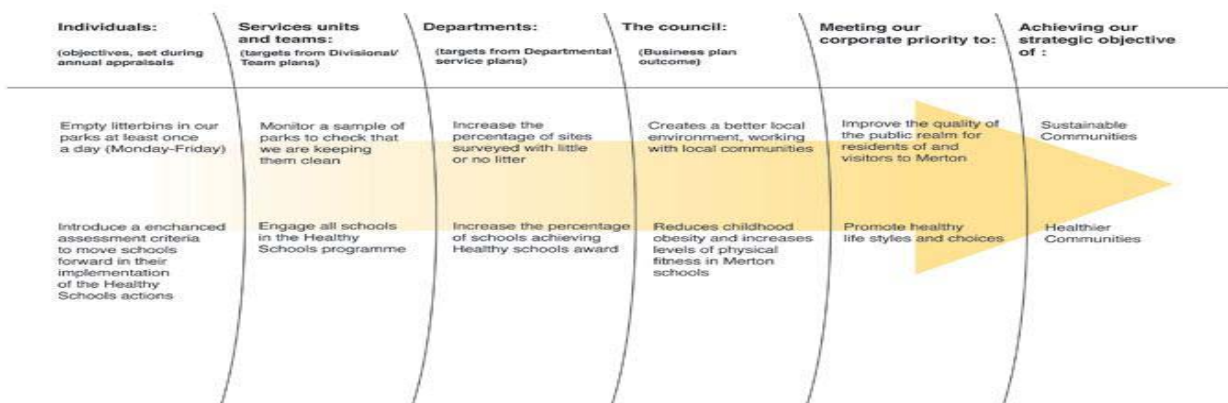 Individuals:
(objectives, set during
annual appraisals
Services units
and teams:
(targets from Divisional/
Team plans)
Departments:
(targets from Departmental
service plans)
The council:
(Business plan
outcome)
Meeting our
corporate priority to:
Achieving our
strategic objective
of :
Empty litterbins in our
parks at least once
a day (Monday-Friday)
Monitor a sample of
parks to check that
we are keeping
them clean
Increase the
percentage of sites
surveyed with little
or no litter
Creates a better local
environment, working
with local communities
Improve the quality of
the public realm for
residents of and
visitors to Merton
Sustainable
Communities
Introduce a enchanced
assessment criteria
to move schools
forward in their
implementation
of the Healthy
Schools actions
Engage all schools
in the Healthy
Schools programme
Increase the percentage
of schools achieving
Healthy schools award
Reduces childhood
obesity and increases
levels of physical
fitness in Merton
schools
Promote healthy
life styles and choices
Healthier
Communities